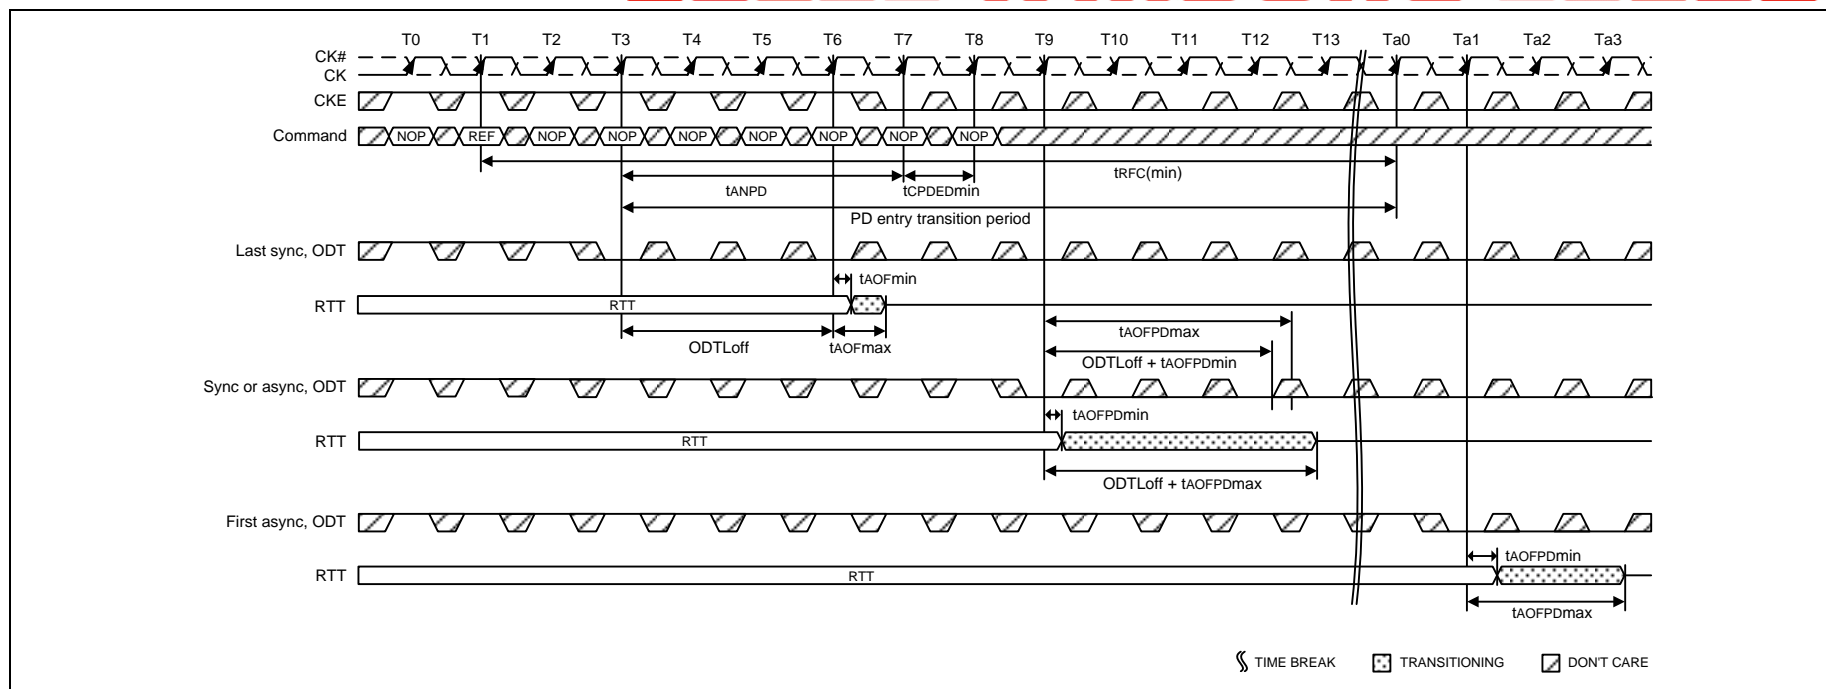 T0 T1 T2 T3 T4 T5 T6 T7 T8 T9 T10 T11 T12 T13 Ta0 Ta1 Ta2 Ta3
CK#
CK
CKE
Command NOP REF NOP NOP NOP NOP NOP NOP NOP
tRFC(min)
tANPD tCPDEDmin
PD entry transition period
Last sync, ODT
tAOFmin
RTT RTT
tAOFPDmax
ODTLoff tAOFmax
ODTLoff + tAOFPDmin
Sync or async, ODT
tAOFPDmin
RTT RTT
ODTLoff + tAOFPDmax
First async, ODT
tAOFPDmin
RTT RTT
tAOFPDmax
TIME BREAK TRANSITIONING DON'T CARE